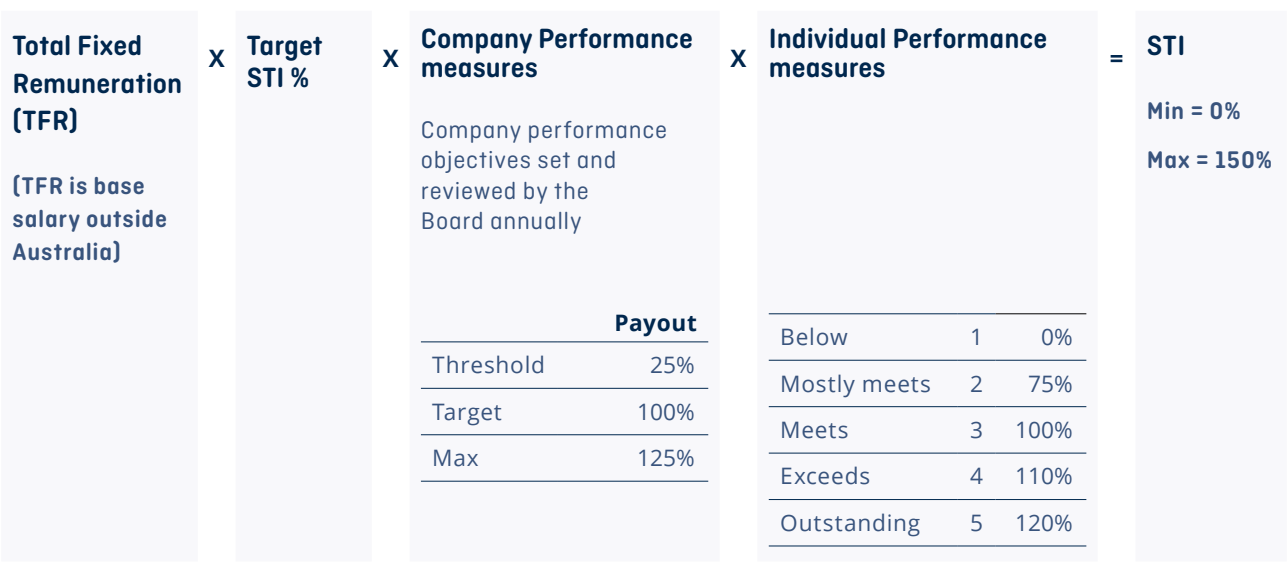 Total Fixed
Remuneration
(TFR)
(TFR is base
salary outside
Australia)
X
Target
STI %
X
Company Performance
measures
Company performance
objectives set and
reviewed by the
Board annually
Payout
Threshold 25%
Target 100%
Max 125%
X
Individual Performance
measures
Below 1 0%
Mostly meets 2 75%
Meets 3 100%
Exceeds 4 110%
Outstanding 5 120%
=
STI
Min = 0%
Max = 150%